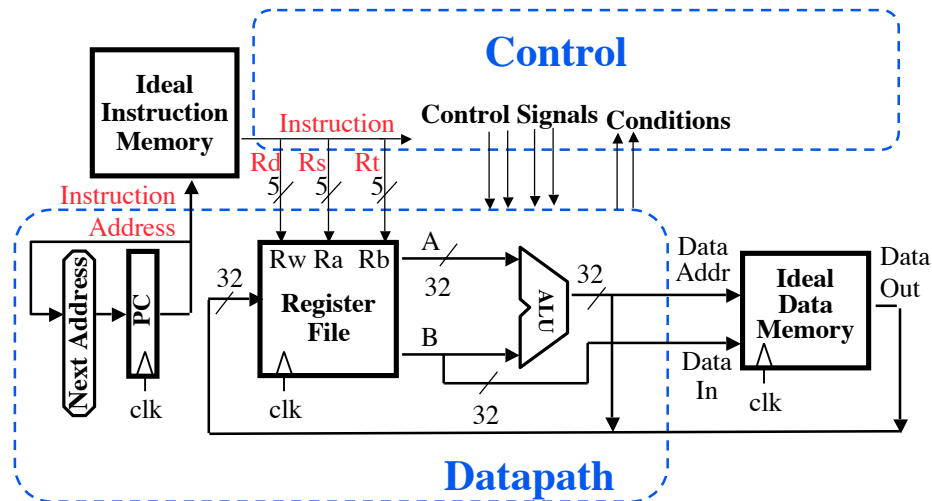 Control
Ideal
Instruction
Memory
Control Signals
Conditions
Instruction
Rd Rs Rt
5 5 5
Instruction
Address
Next Address
PC
clk
Rw Ra Rb
Register
File
clk
32
A
32
B
32
ALU
32
Data
Addr
Data
In
Ideal
Data
Memory
clk
Data
Out
Datapath